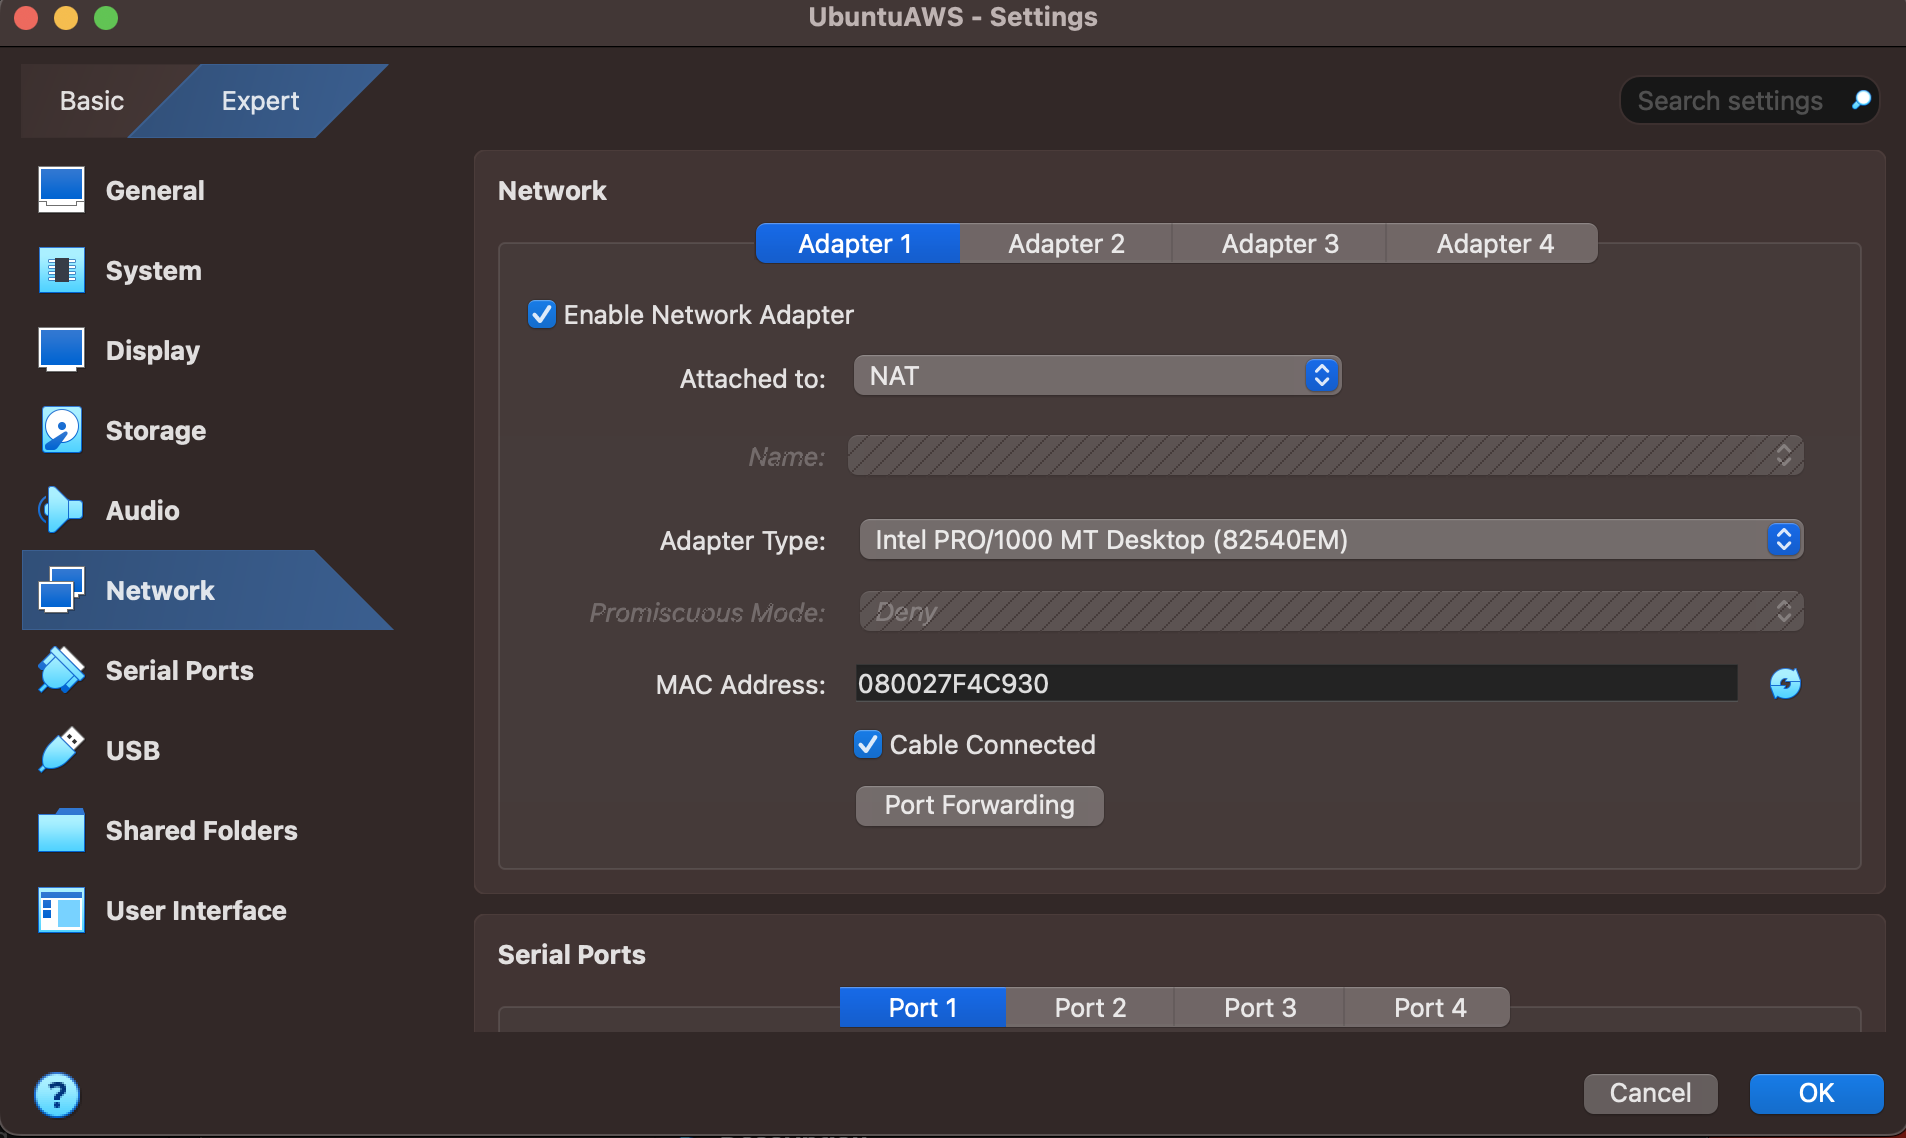 UbuntuAWS - Settings
Basic
Expert
Search settings
General
System
Display
Storage
Audio
Network
Serial Ports
USB
Shared Folders
User Interface
Network
Adapter 1
Adapter 2
Adapter 3
Adapter 4
Enable Network Adapter
Attached to: NAT
Name:
Adapter Type: Intel PRO/1000 MT Desktop (82540EM)
Promiscuous Mode: Deny
MAC Address: 080027F4C930
Cable Connected
Port Forwarding
Serial Ports
Port 1
Port 2
Port 3
Port 4
?
Cancel
OK